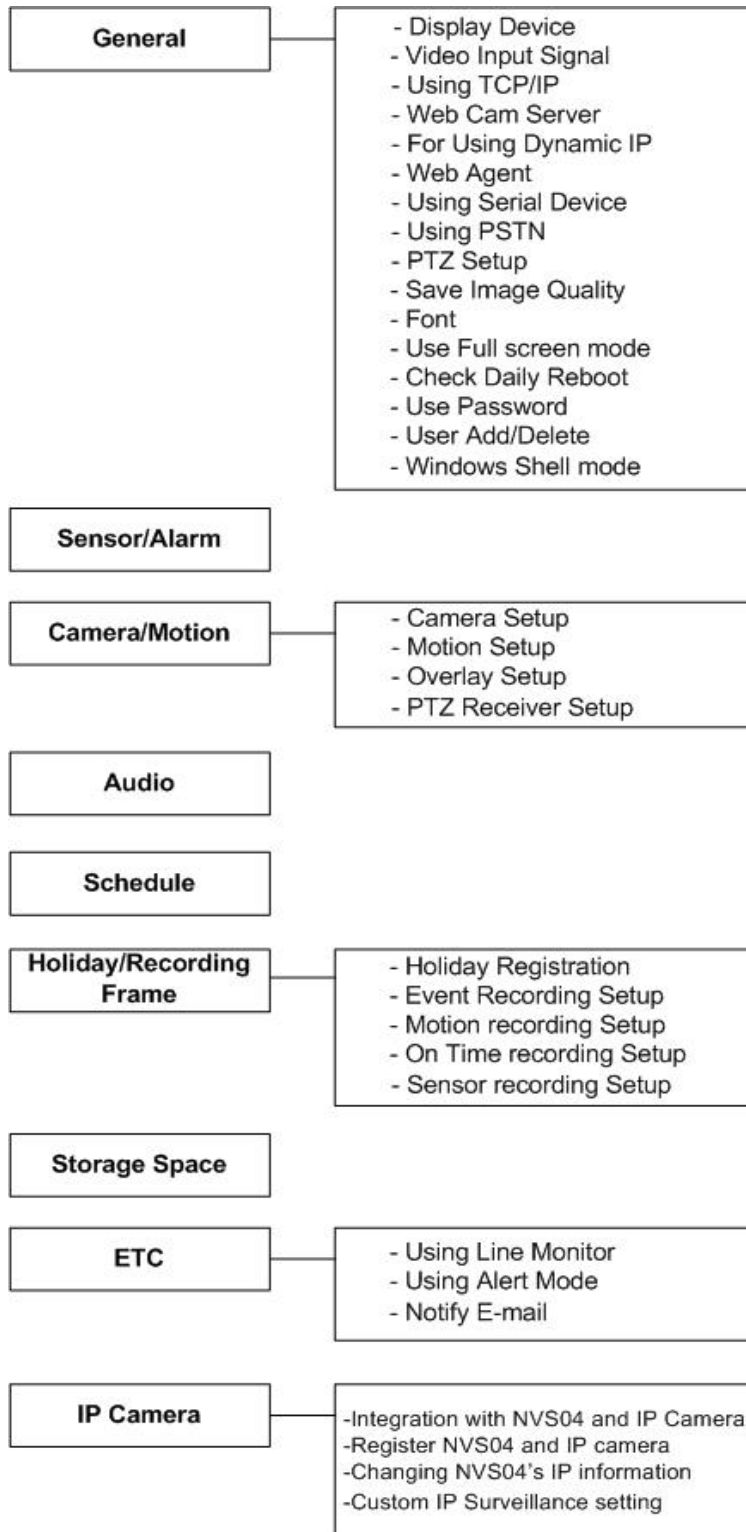 General
- Display Device
- Video Input Signal
- Using TCP/IP
- Web Cam Server
- For Using Dynamic IP
- Web Agent
- Using Serial Device
- Using PSTN
- PTZ Setup
- Save Image Quality
- Font
- Use Full screen mode
- Check Daily Reboot
- Use Password
- User Add/Delete
- Windows Shell mode
Sensor/Alarm
Camera/Motion
- Camera Setup
- Motion Setup
- Overlay Setup
- PTZ Receiver Setup
Audio
Schedule
Holiday/Recording
Frame
- Holiday Registration
- Event Recording Setup
- Motion recording Setup
- On Time recording Setup
- Sensor recording Setup
Storage Space
ETC
- Using Line Monitor
- Using Alert Mode
- Notify E-mail
IP Camera
-Integration with NVS04 and IP Camera
-Register NVS04 and IP camera
-Changing NVS04's IP information
-Custom IP Surveillance setting